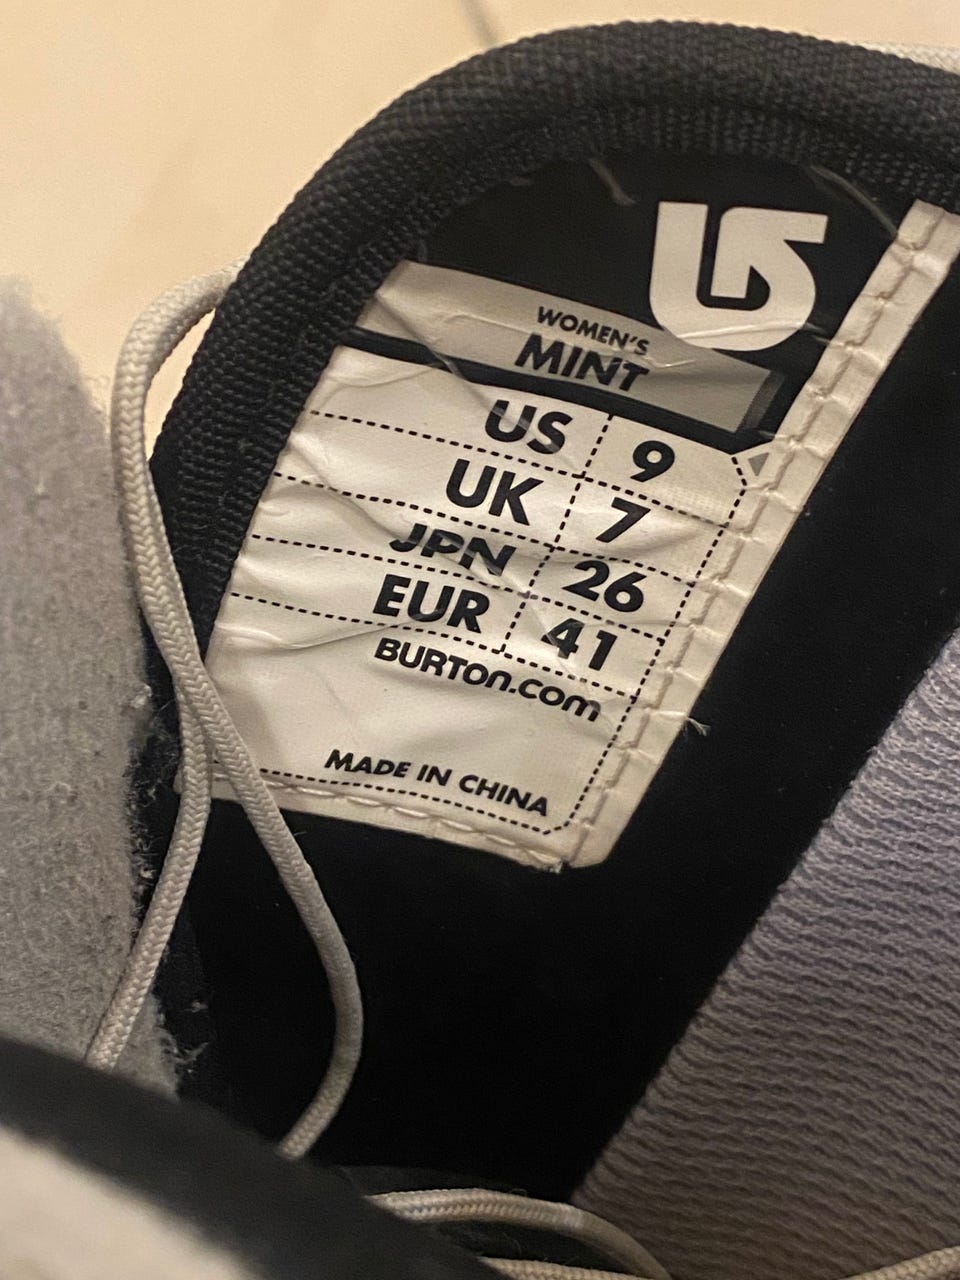 WOMEN'S
MINT
US 9
UK 7
JPN 26
EUR 41
BURTON.COM
MADE IN CHINA